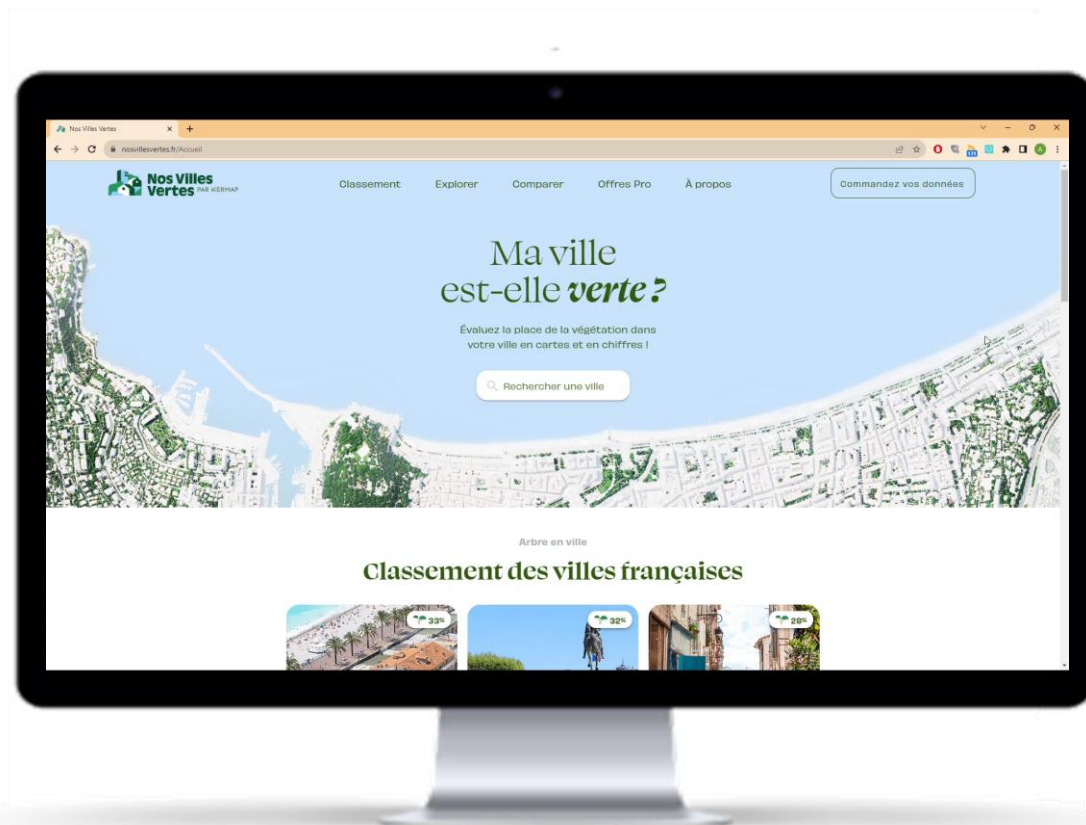 Nos Villes Vertes
nosvillesvertes.fr/Accueil
Nos Villes
Vertes PAR KERMAP
Classement
Explorer
Comparer
Offres Pro
À propos
Commandez vos données
Ma ville
est-elle verte ?
Évaluez la place de la végétation dans
votre ville en cartes et en chiffres !
Rechercher une ville
Arbre en ville
Classement des villes françaises
33%
32%
28%